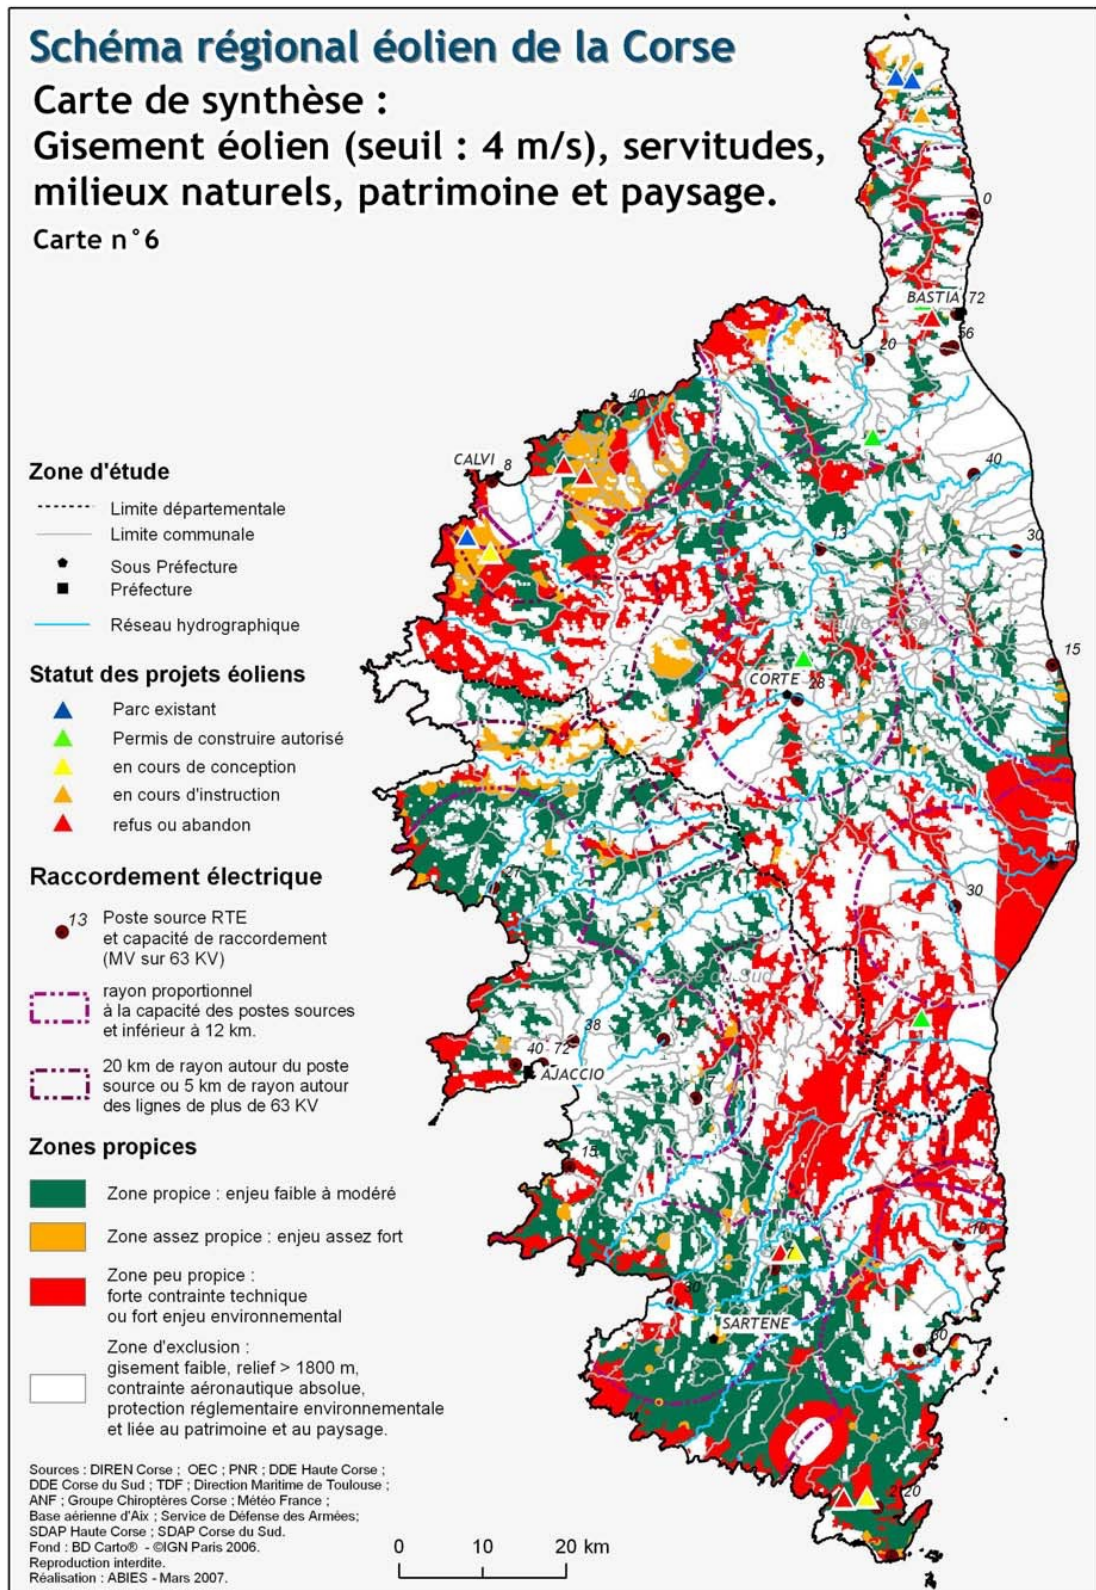 Schéma régional éolien de la Corse
Carte de synthèse :
Gisement éolien (seuil : 4 m/s), servitudes,
milieux naturels, patrimoine et paysage.
Carte n°6
0
BASTIA 72
56
20
40
CALVI 8
40
13
30
15
CORTE
28
27
30
Corse du Sud
38
40 72
AJACCIO
7
15
10
30
SARTENE
60
20
Zone d'étude
Limite départementale
Limite communale
Sous Préfecture
Préfecture
Réseau hydrographique
Statut des projets éoliens
Parc existant
Permis de construire autorisé
en cours de conception
en cours d'instruction
refus ou abandon
Raccordement électrique
13 Poste source RTE
et capacité de raccordement
(MV sur 63 KV)
rayon proportionnel
à la capacité des postes sources
et inférieur à 12 km.
20 km de rayon autour du poste
source ou 5 km de rayon autour
des lignes de plus de 63 KV
Zones propices
Zone propice : enjeu faible à modéré
Zone assez propice : enjeu assez fort
Zone peu propice :
forte contrainte technique
ou fort enjeu environnemental
Zone d'exclusion :
gisement faible, relief > 1800 m,
contrainte aéronautique absolue,
protection réglementaire environnementale
et liée au patrimoine et au paysage.
Sources : DIREN Corse ; OEC ; PNR ; DDE Haute Corse ;
DDE Corse du Sud ; TDF ; Direction Maritime de Toulouse ;
ANF ; Groupe Chiroptères Corse ; Météo France ;
Base aérienne d'Aix ; Service de Défense des Armées;
SDAP Haute Corse ; SDAP Corse du Sud.
Fond : BD Carto® - ©IGN Paris 2006.
Reproduction interdite.
Réalisation : ABIES - Mars 2007.
0 10 20 km